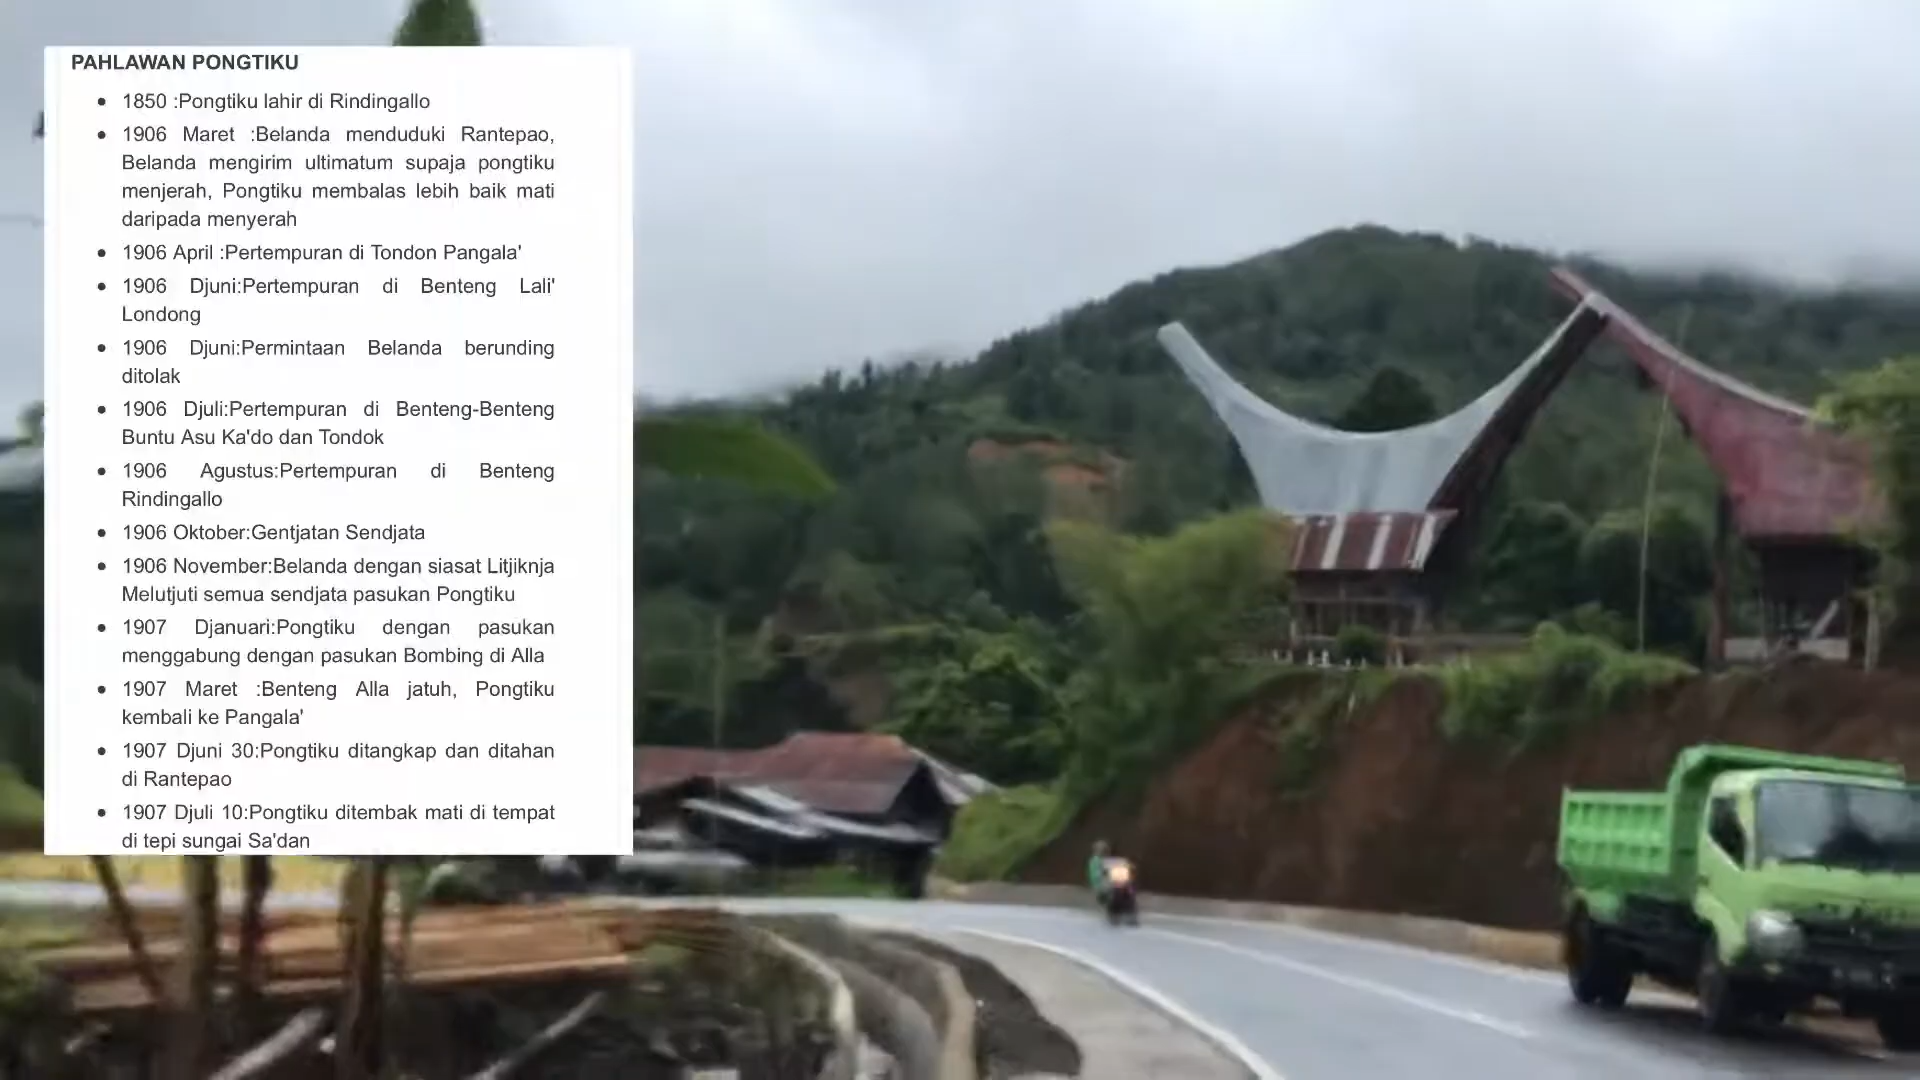 PAHLAWAN PONGTIKU
1850 :Pongtiku lahir di Rindingallo
1906 Maret :Belanda menduduki Rantepao,
Belanda mengirim ultimatum supaja pongtiku
menjerah, Pongtiku membalas lebih baik mati
daripada menyerah
1906 April :Pertempuran di Tondon Pangala'
1906 Djuni:Pertempuran di Benteng Lali'
Londong
1906 Djuni:Permintaan Belanda berunding
ditolak
1906 Djuli:Pertempuran di Benteng-Benteng
Buntu Asu Ka'do dan Tondok
1906 Agustus:Pertempuran di Benteng
Rindingallo
1906 Oktober:Gentjatan Sendjata
1906 November:Belanda dengan siasat Litjiknja
Melutjuti semua sendjata pasukan Pongtiku
1907 Djanuari:Pongtiku dengan pasukan
menggabung dengan pasukan Bombing di Alla
1907 Maret :Benteng Alla jatuh, Pongtiku
kembali ke Pangala'
1907 Djuni 30:Pongtiku ditangkap dan ditahan
di Rantepao
1907 Djuli 10:Pongtiku ditembak mati di tempat
di tepi sungai Sa'dan